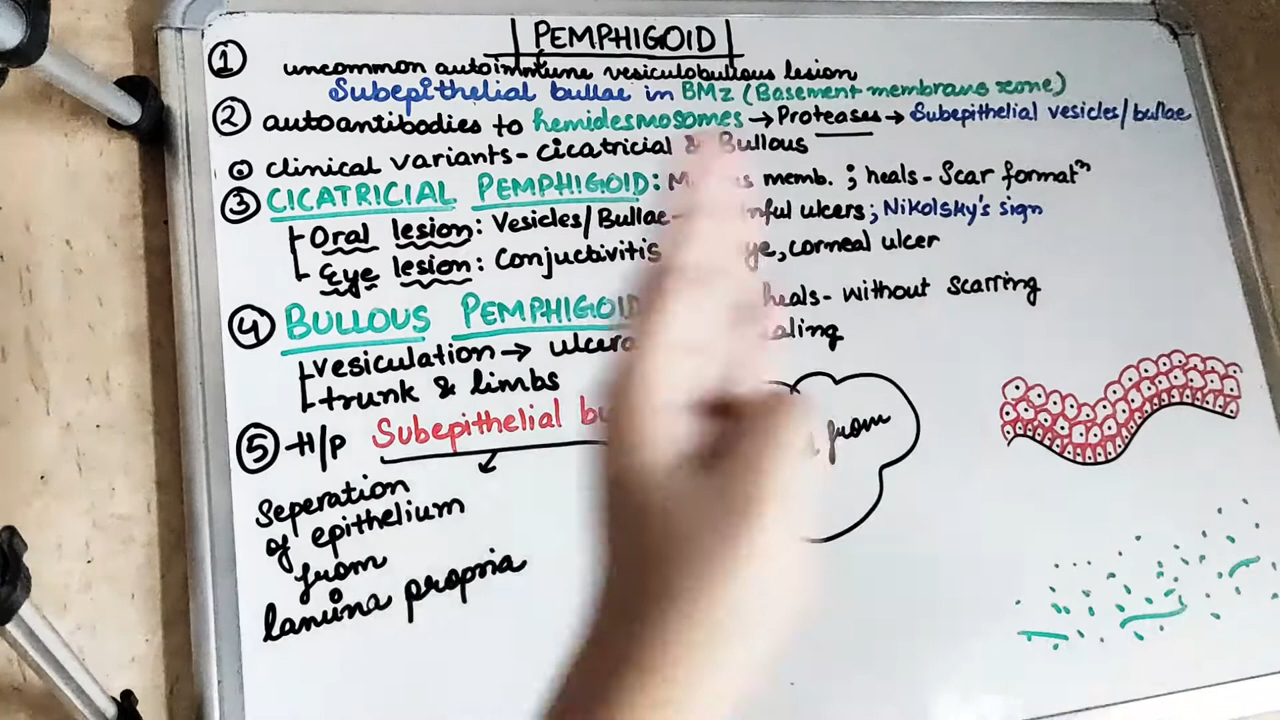 PEMPHIGOID
① uncommon autoimmune vesiculobullous lesion
Subepithelial bullae in BMZ (Basement membrane zone)
② autoantibodies to hemidesmosomes → Proteases → Subepithelial vesicles/bullae
clinical variants - cicatricial & Bullous
③ CICATRICIAL PEMPHIGOID: memb. ; heals - Scar formatⁿ
Oral lesion: Vesicles/Bullae - ulcers; Nikolsky's sign
Eye lesion: Conjuctivitis , corneal ulcer
④ BULLOUS PEMPHIGOID heals - without scarring
vesiculation →
trunk & limbs
⑤ H/P Subepithelial
Seperation
of epithelium
from
lamina propria
from